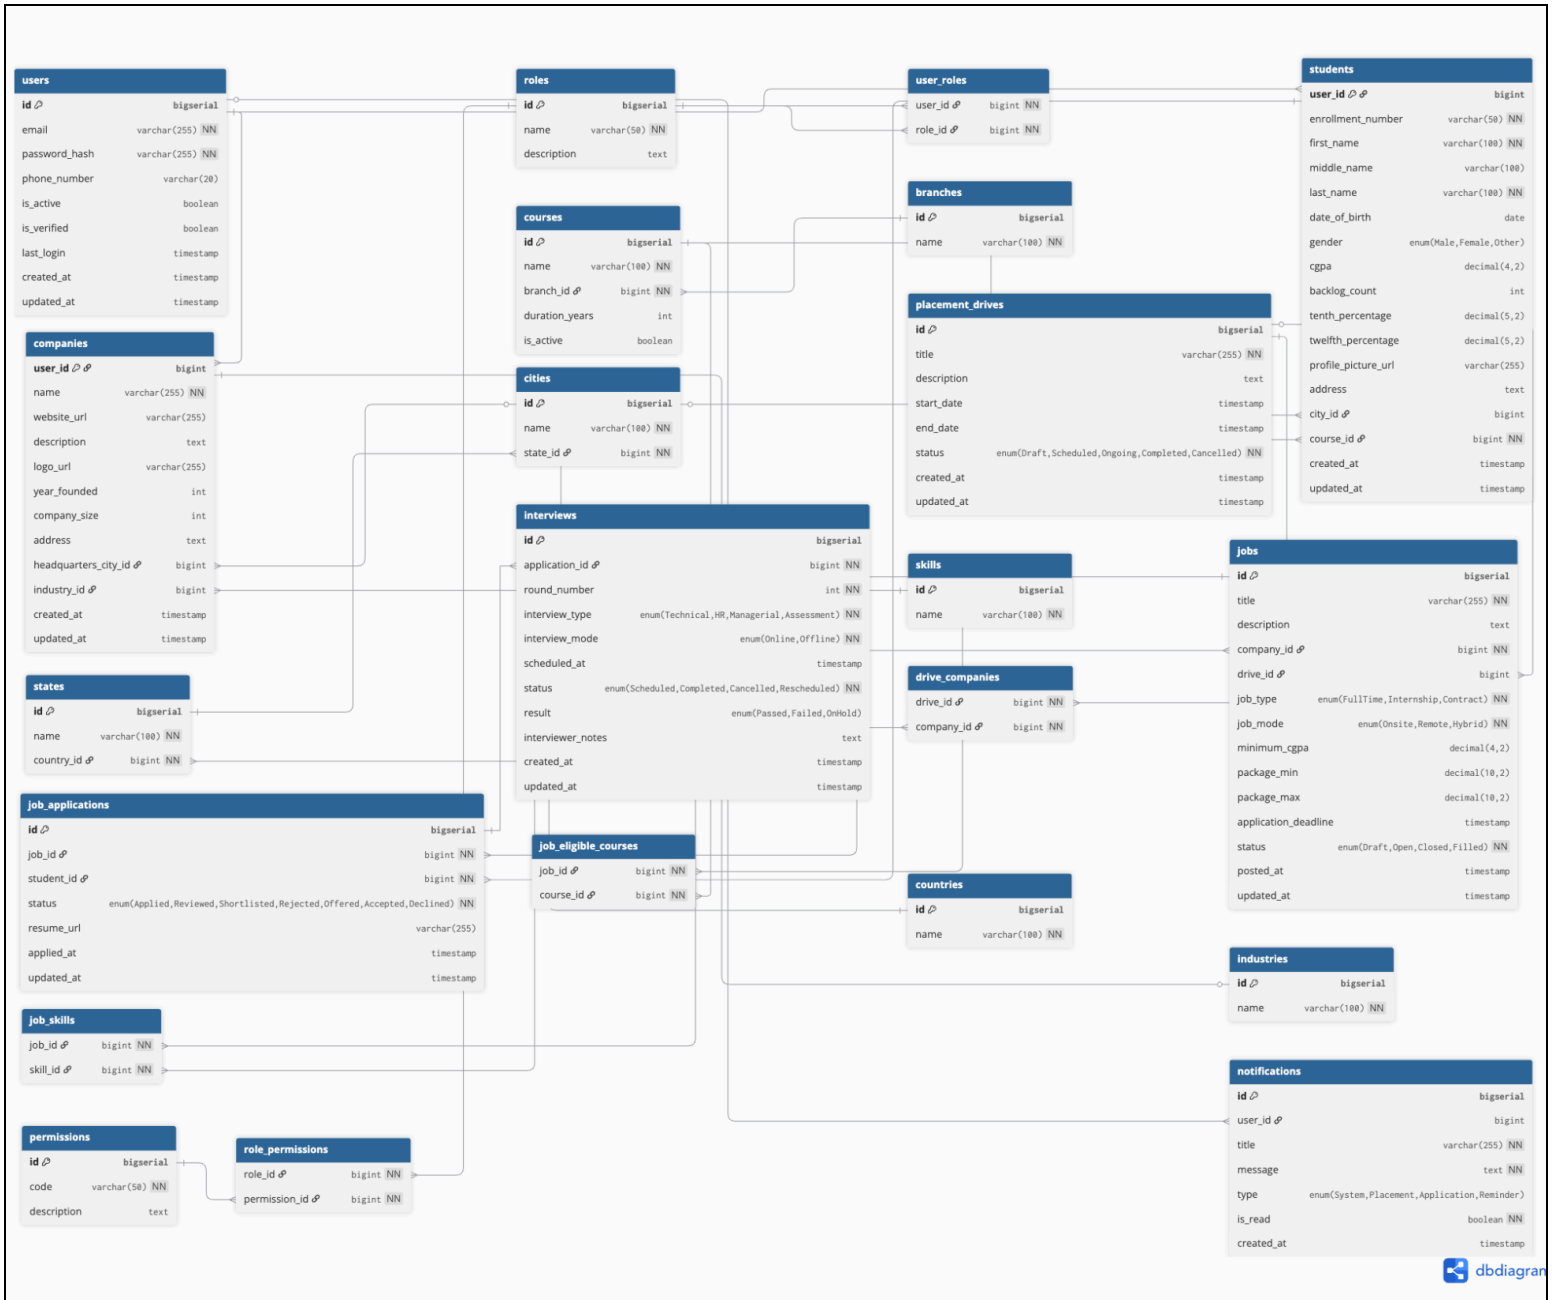 users
id bigserial
email varchar(255) NN
password_hash varchar(255) NN
phone_number varchar(20)
is_active boolean
is_verified boolean
last_login timestamp
created_at timestamp
updated_at timestamp
roles
id bigserial
name varchar(50) NN
description text
user_roles
user_id bigint NN
role_id bigint NN
students
user_id bigint
enrollment_number varchar(50) NN
first_name varchar(100) NN
middle_name varchar(100)
last_name varchar(100) NN
date_of_birth date
gender enum(Male,Female,Other)
cgpa decimal(4,2)
backlog_count int
tenth_percentage decimal(5,2)
twelfth_percentage decimal(5,2)
profile_picture_url varchar(255)
address text
city_id bigint
course_id bigint NN
created_at timestamp
updated_at timestamp
branches
id bigserial
name varchar(100) NN
courses
id bigserial
name varchar(100) NN
branch_id bigint NN
duration_years int
is_active boolean
placement_drives
id bigserial
title varchar(255) NN
description text
start_date timestamp
end_date timestamp
status enum(Draft,Scheduled,Ongoing,Completed,Cancelled) NN
created_at timestamp
updated_at timestamp
companies
user_id bigint
name varchar(255) NN
website_url varchar(255)
description text
logo_url varchar(255)
year_founded int
company_size int
address text
headquarters_city_id bigint
industry_id bigint
created_at timestamp
updated_at timestamp
cities
id bigserial
name varchar(100) NN
state_id bigint NN
interviews
id bigserial
application_id bigint NN
round_number int NN
interview_type enum(Technical,HR,Managerial,Assessment) NN
interview_mode enum(Online,Offline) NN
scheduled_at timestamp
status enum(Scheduled,Completed,Cancelled,Rescheduled) NN
result enum(Passed,Failed,OnHold)
interviewer_notes text
created_at timestamp
updated_at timestamp
skills
id bigserial
name varchar(100) NN
jobs
id bigserial
title varchar(255) NN
description text
company_id bigint NN
drive_id bigint
job_type enum(FullTime,Internship,Contract) NN
job_mode enum(Onsite,Remote,Hybrid) NN
minimum_cgpa decimal(4,2)
package_min decimal(10,2)
package_max decimal(10,2)
application_deadline timestamp
status enum(Draft,Open,Closed,Filled) NN
posted_at timestamp
updated_at timestamp
drive_companies
drive_id bigint NN
company_id bigint NN
states
id bigserial
name varchar(100) NN
country_id bigint NN
job_applications
id bigserial
job_id bigint NN
student_id bigint NN
status enum(Applied,Reviewed,Shortlisted,Rejected,Offered,Accepted,Declined) NN
resume_url varchar(255)
applied_at timestamp
updated_at timestamp
job_eligible_courses
job_id bigint NN
course_id bigint NN
countries
id bigserial
name varchar(100) NN
industries
id bigserial
name varchar(100) NN
job_skills
job_id bigint NN
skill_id bigint NN
notifications
id bigserial
user_id bigint
title varchar(255) NN
message text NN
type enum(System,Placement,Application,Reminder)
is_read boolean NN
created_at timestamp
permissions
id bigserial
code varchar(50) NN
description text
role_permissions
role_id bigint NN
permission_id bigint NN
dbdiagram